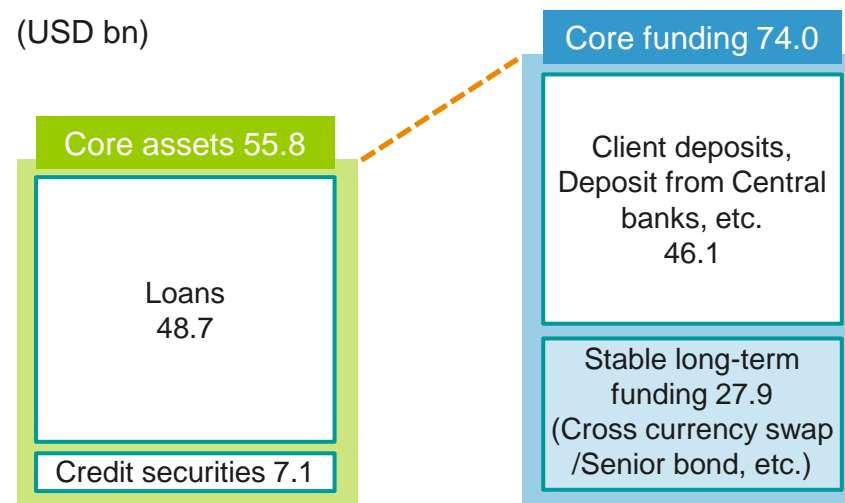 (USD bn)
Core assets 55.8
Loans
48.7
Credit securities 7.1
Core funding 74.0
Client deposits,
Deposit from Central
banks, etc.
46.1
Stable long-term
funding 27.9
(Cross currency swap
/Senior bond, etc.)